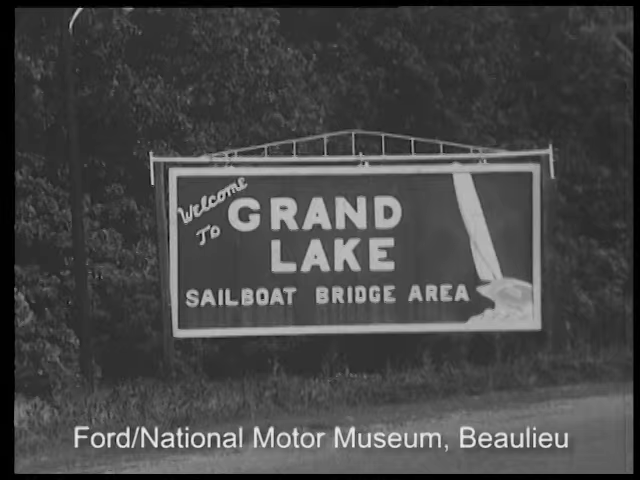 Welcome
To
GRAND
LAKE
SAILBOAT BRIDGE AREA
Ford/National Motor Museum, Beaulieu